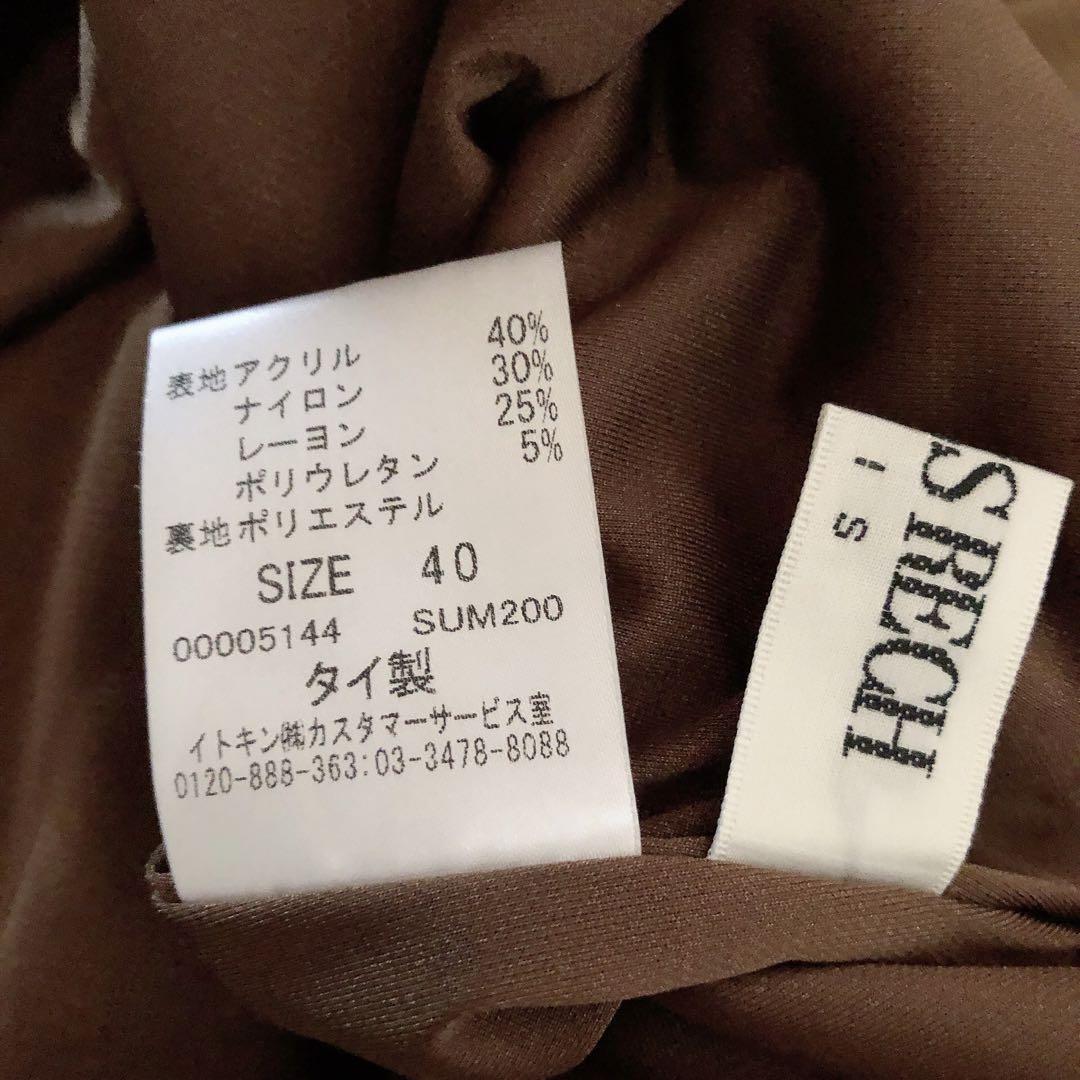 表地アクリル 40%
ナイロン 30%
レーヨン 25%
ポリウレタン 5%
裏地ポリエステル
SIZE 40
00005144 SUM200
タイ製
イトキン㈱カスタマーサービス室
0120-888-363:03-3478-8088
S RECH
i S